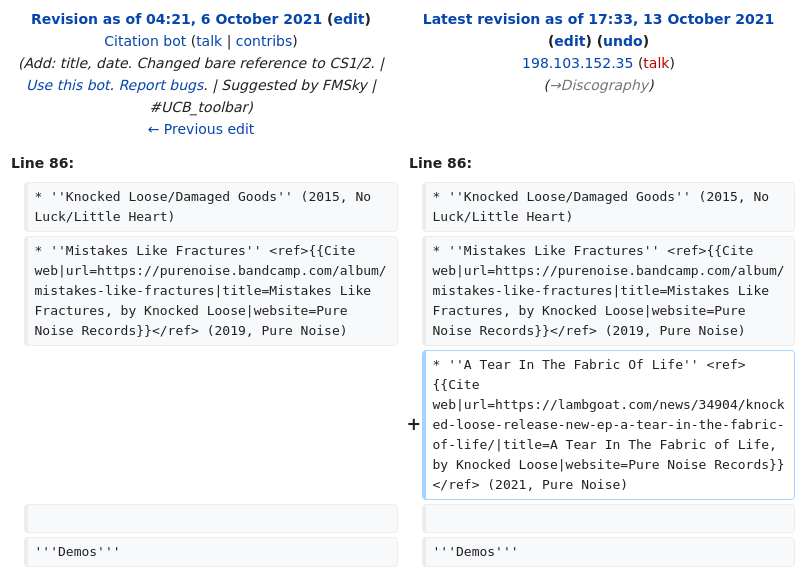 Revision as of 04:21, 6 October 2021 (edit)
Citation bot (talk | contribs)
(Add: title, date. Changed bare reference to CS1/2. |
Use this bot. Report bugs. | Suggested by FMSky |
#UCB_toolbar)
← Previous edit
Latest revision as of 17:33, 13 October 2021
(edit) (undo)
198.103.152.35 (talk)
(→Discography)
Line 86:
Line 86:
* ''Knocked Loose/Damaged Goods'' (2015, No
Luck/Little Heart)
* ''Knocked Loose/Damaged Goods'' (2015, No
Luck/Little Heart)
* ''Mistakes Like Fractures'' <ref>{{Cite
web|url=https://purenoise.bandcamp.com/album/
mistakes-like-fractures|title=Mistakes Like
Fractures, by Knocked Loose|website=Pure
Noise Records}}</ref> (2019, Pure Noise)
* ''Mistakes Like Fractures'' <ref>{{Cite
web|url=https://purenoise.bandcamp.com/album/
mistakes-like-fractures|title=Mistakes Like
Fractures, by Knocked Loose|website=Pure
Noise Records}}</ref> (2019, Pure Noise)
+
* ''A Tear In The Fabric Of Life'' <ref>
{{Cite
web|url=https://lambgoat.com/news/34904/knock
ed-loose-release-new-ep-a-tear-in-the-fabric-
of-life/|title=A Tear In The Fabric of Life,
by Knocked Loose|website=Pure Noise Records}}
</ref> (2021, Pure Noise)
'''Demos'''
'''Demos'''